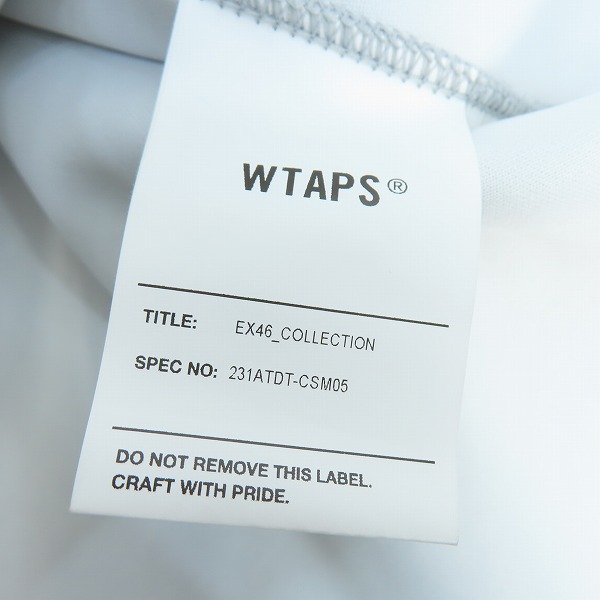 WTAPS®
TITLE: EX46_COLLECTION
SPEC NO: 231ATDT-CSM05
DO NOT REMOVE THIS LABEL.
CRAFT WITH PRIDE.